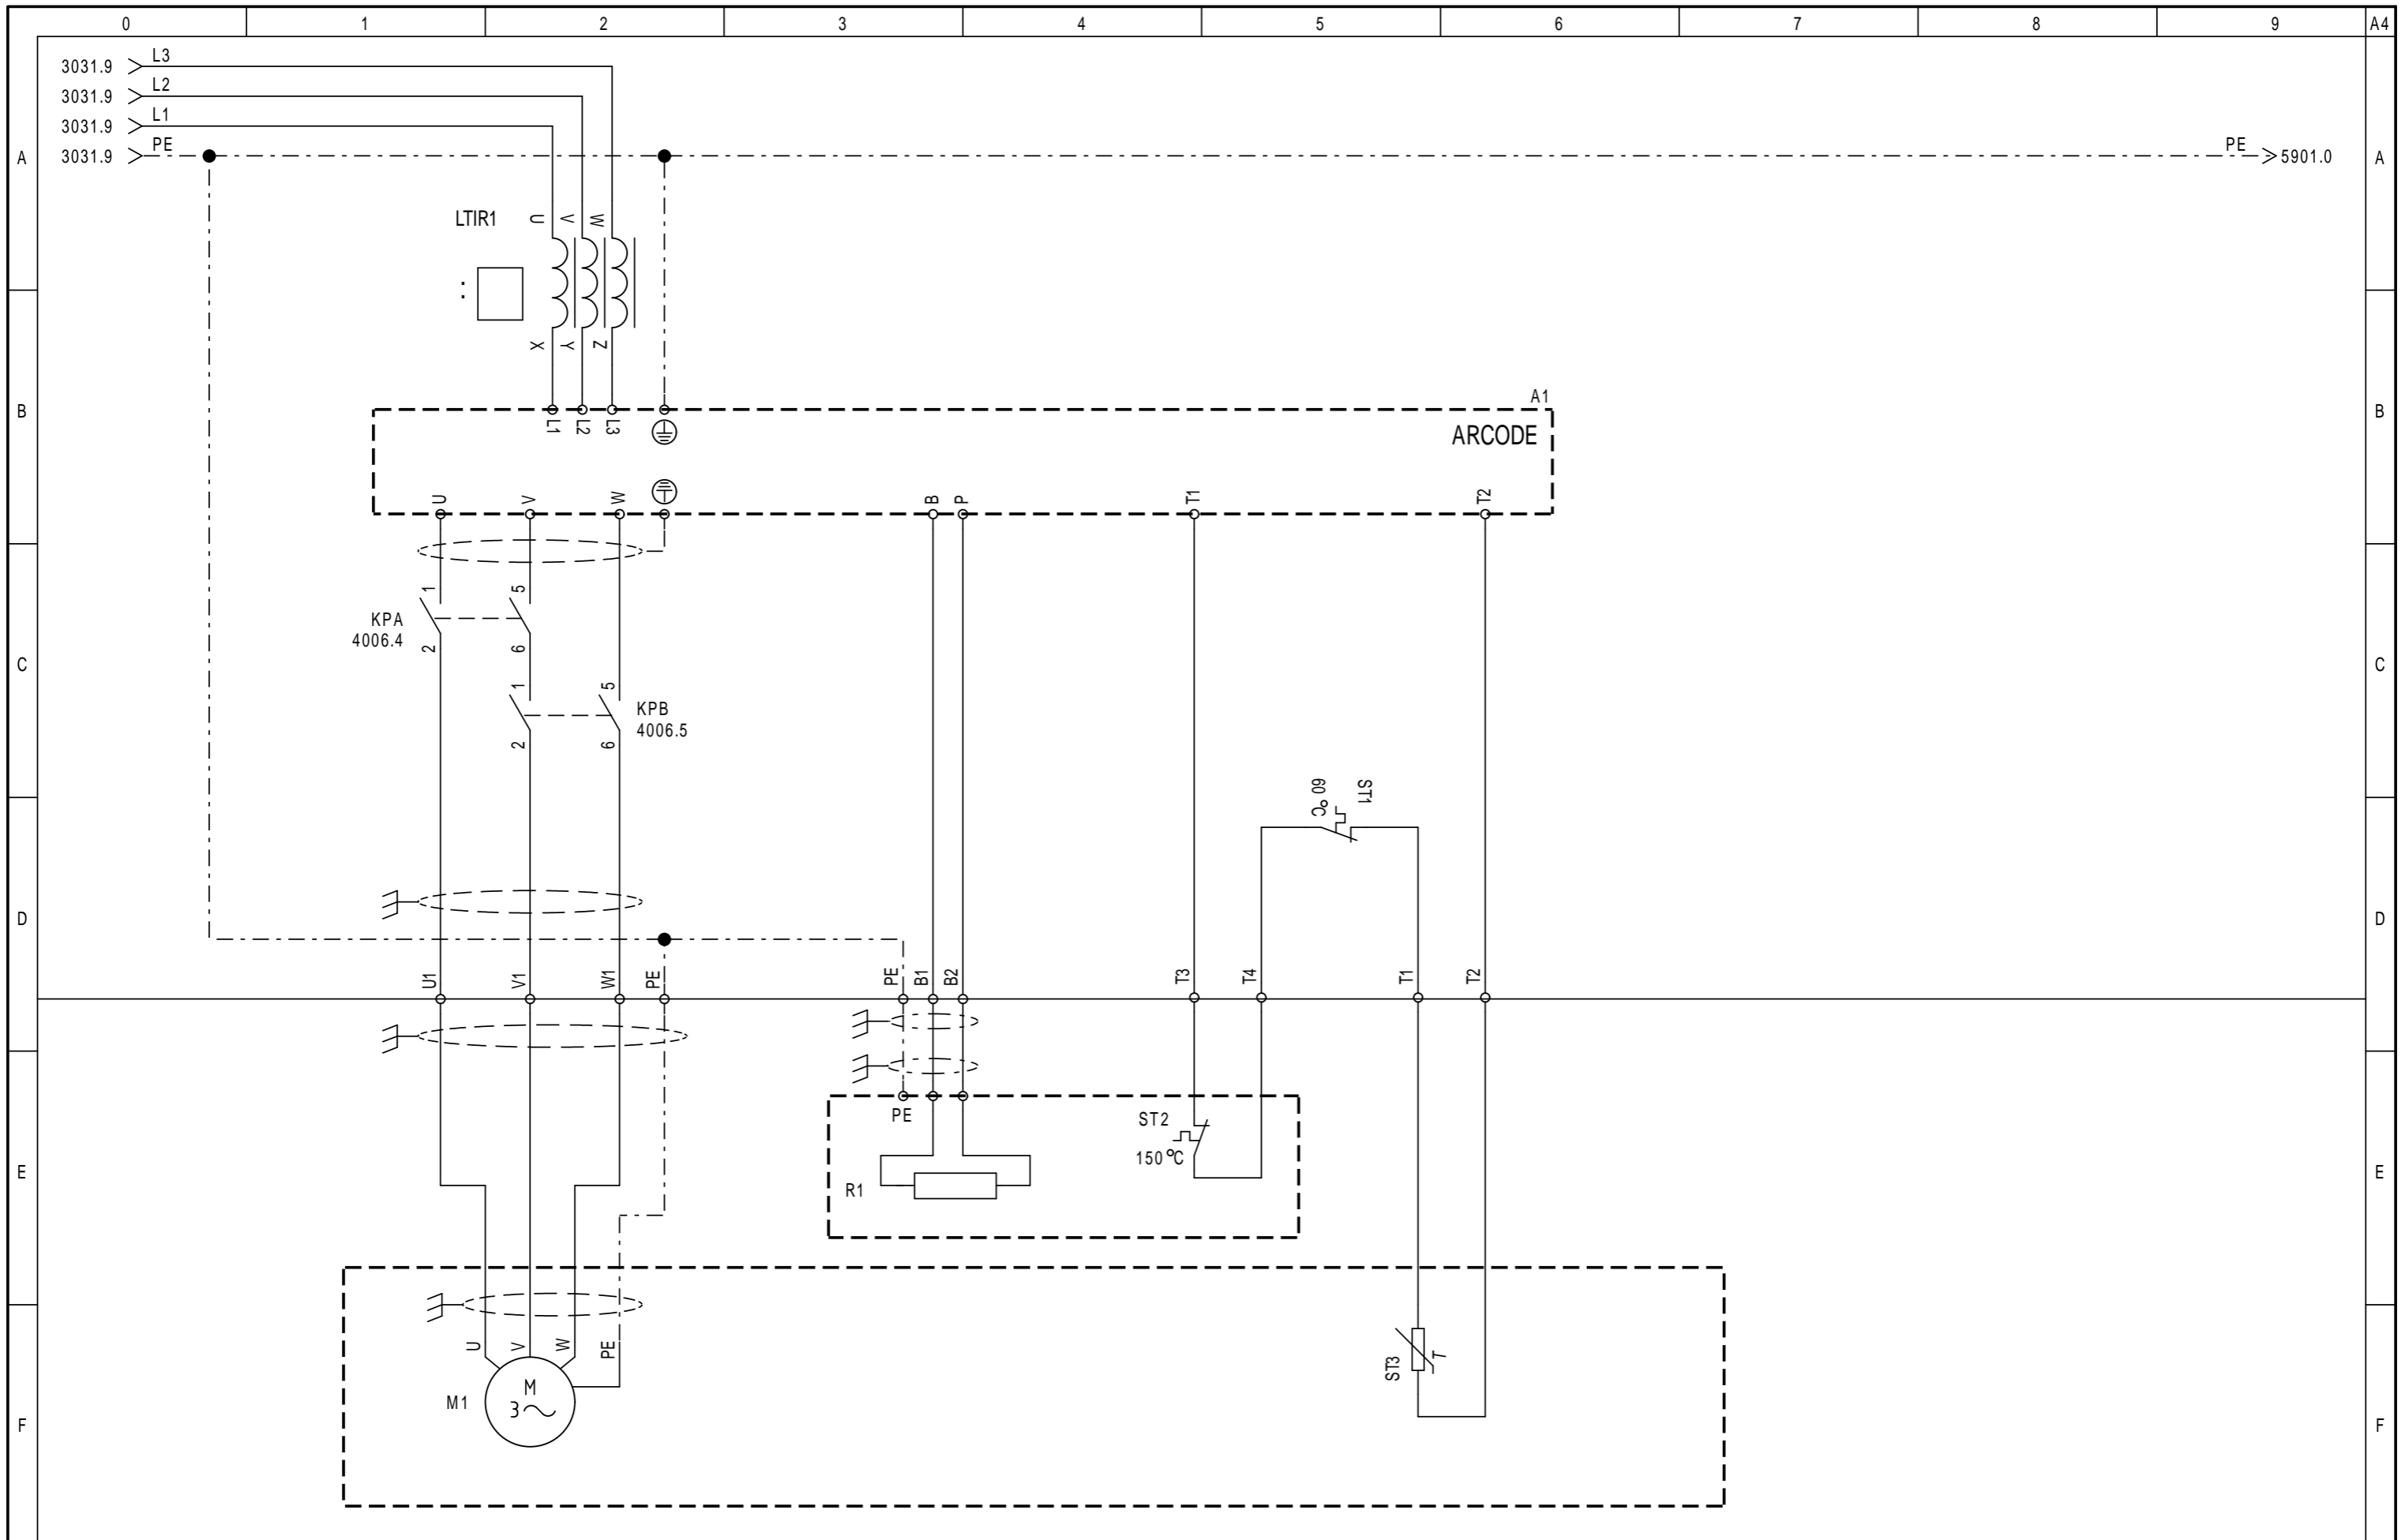 0 1 2 3 4 5 6 7 8 9 A4
3031.9 L3
3031.9 L2
3031.9 L1
A 3031.9 PE PE 5901.0 A
LTIR1 U V W
:
X Y Z
A1
B B
L1 L2 L3 ARCODE
U V W B P T1 T2
1 5
KPA
4006.4
2 6
C C
1 5
KPB
4006.5
2 6
60 °C ST1
D D
U1 V1 W1 PE PE B1 B2 T3 T4 T1 T2
PE ST2
150 °C
E E
R1
U V W PE
ST3 T
M1 M
3
F F